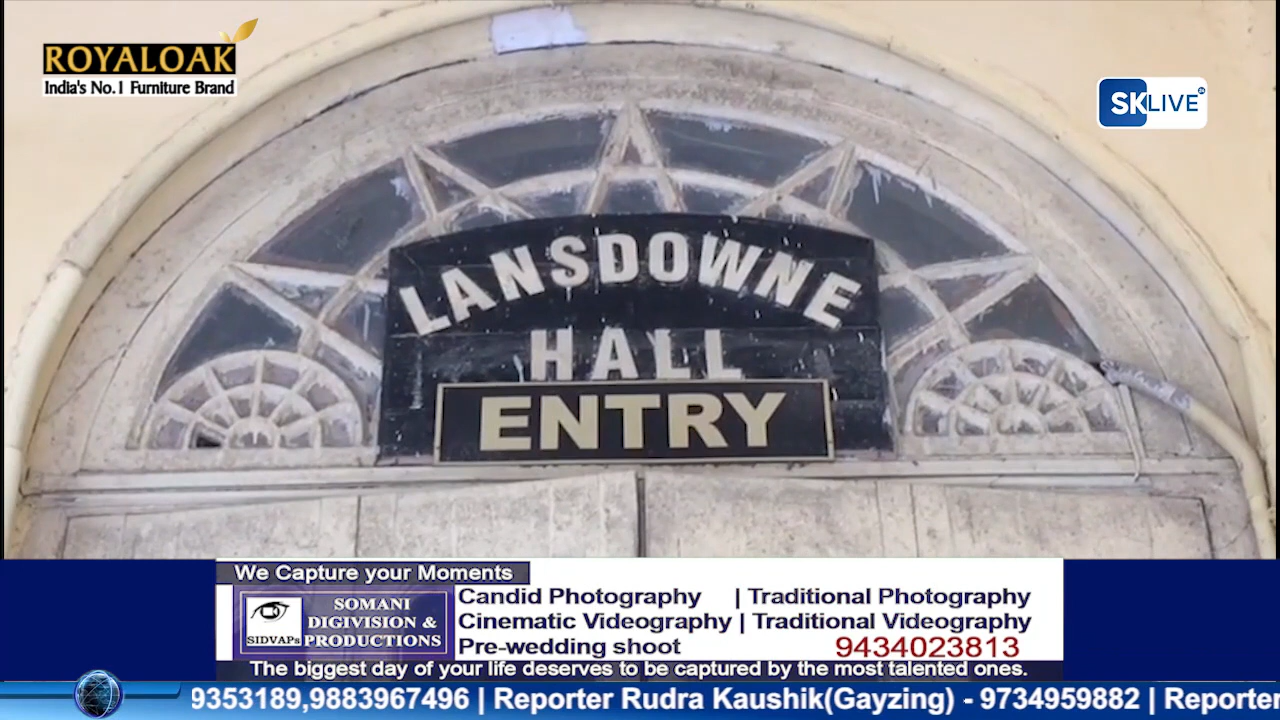 ROYALOAK
India's No.1 Furniture Brand
SKLIVE
LANSDOWNE
HALL
ENTRY
We Capture your Moments
SIDVAPs
SOMANI
DIGIVISION &
PRODUCTIONS
Candid Photography | Traditional Photography
Cinematic Videography | Traditional Videography
Pre-wedding shoot 9434023813
The biggest day of your life deserves to be captured by the most talented ones.
9353189,9883967496 | Reporter Rudra Kaushik(Gayzing) - 9734959882 | Reporter